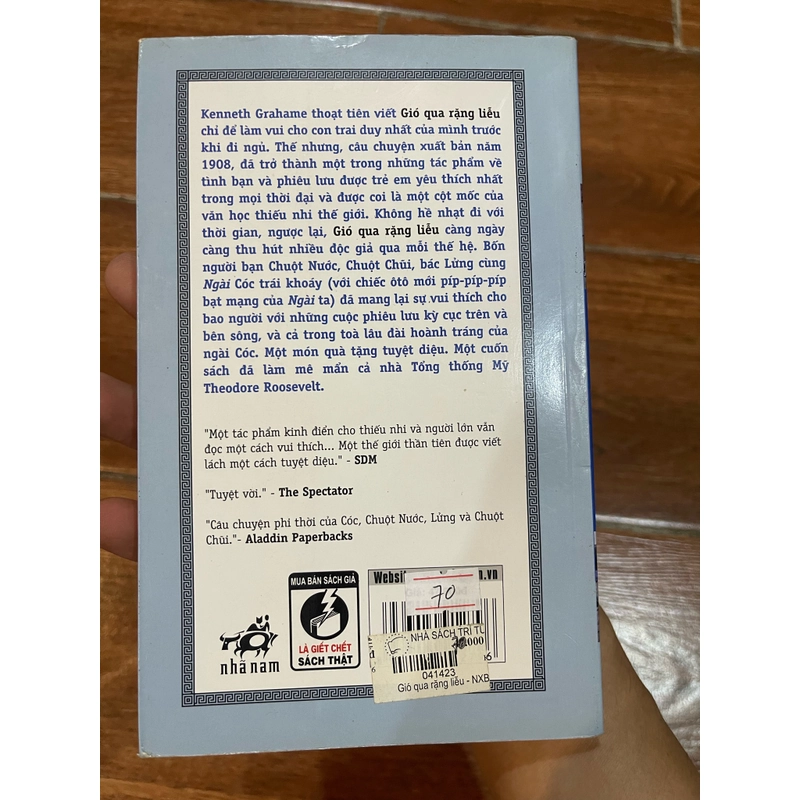 Kenneth Grahame thoạt tiên viết Gió qua rặng liễu
chỉ để làm vui cho con trai duy nhất của mình trước
khi đi ngủ. Thế nhưng, câu chuyện xuất bản năm
1908, đã trở thành một trong những tác phẩm về
tình bạn và phiêu lưu được trẻ em yêu thích nhất
trong mọi thời đại và được coi là một cột mốc của
văn học thiếu nhi thế giới. Không hề nhạt đi với
thời gian, ngược lại, Gió qua rặng liễu càng ngày
càng thu hút nhiều độc giả qua mỗi thế hệ. Bốn
người bạn Chuột Nước, Chuột Chũi, bác Lửng cùng
Ngài Cóc trái khoáy (với chiếc ôtô mới píp-píp-píp
bạt mạng của Ngài ta) đã mang lại sự vui thích cho
bao người với những cuộc phiêu lưu kỳ cục trên và
bên sông, và cả trong toà lâu đài hoành tráng của
ngài Cóc. Một món quà tặng tuyệt diệu. Một cuốn
sách đã làm mê mẩn cả nhà Tổng thống Mỹ
Theodore Roosevelt.
"Một tác phẩm kinh điển cho thiếu nhi và người lớn vẫn
đọc một cách vui thích... Một thế giới thần tiên được viết
lách một cách tuyệt diệu." - SDM
"Tuyệt vời." - The Spectator
"Câu chuyện phi thời của Cóc, Chuột Nước, Lửng và Chuột
Chũi."- Aladdin Paperbacks
nhã nam
MUA BÁN SÁCH GIẢ
LÀ GIẾT CHẾT
SÁCH THẬT
70
NHÀ SÁCH TRÍ TU
041423
Gió qua rặng liễu - NXB